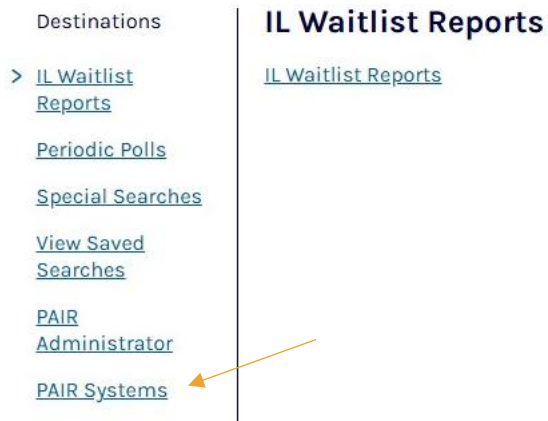 Destinations
> IL Waitlist
Reports
Periodic Polls
Special Searches
View Saved
Searches
PAIR
Administrator
PAIR Systems
IL Waitlist Reports
IL Waitlist Reports